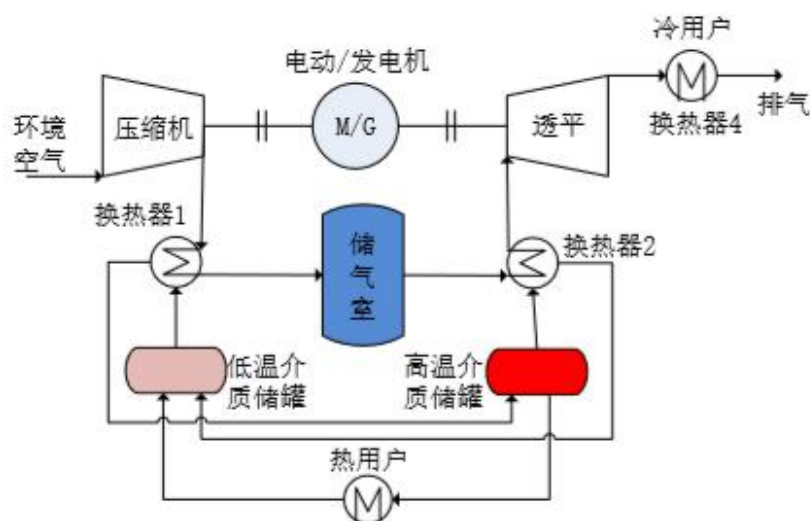 冷用户
电动/发电机
环境
空气
压缩机
M/G
透平
换热器4
排气
换热器1
储
气
室
换热器2
低温介
质储罐
高温介
质储罐
热用户